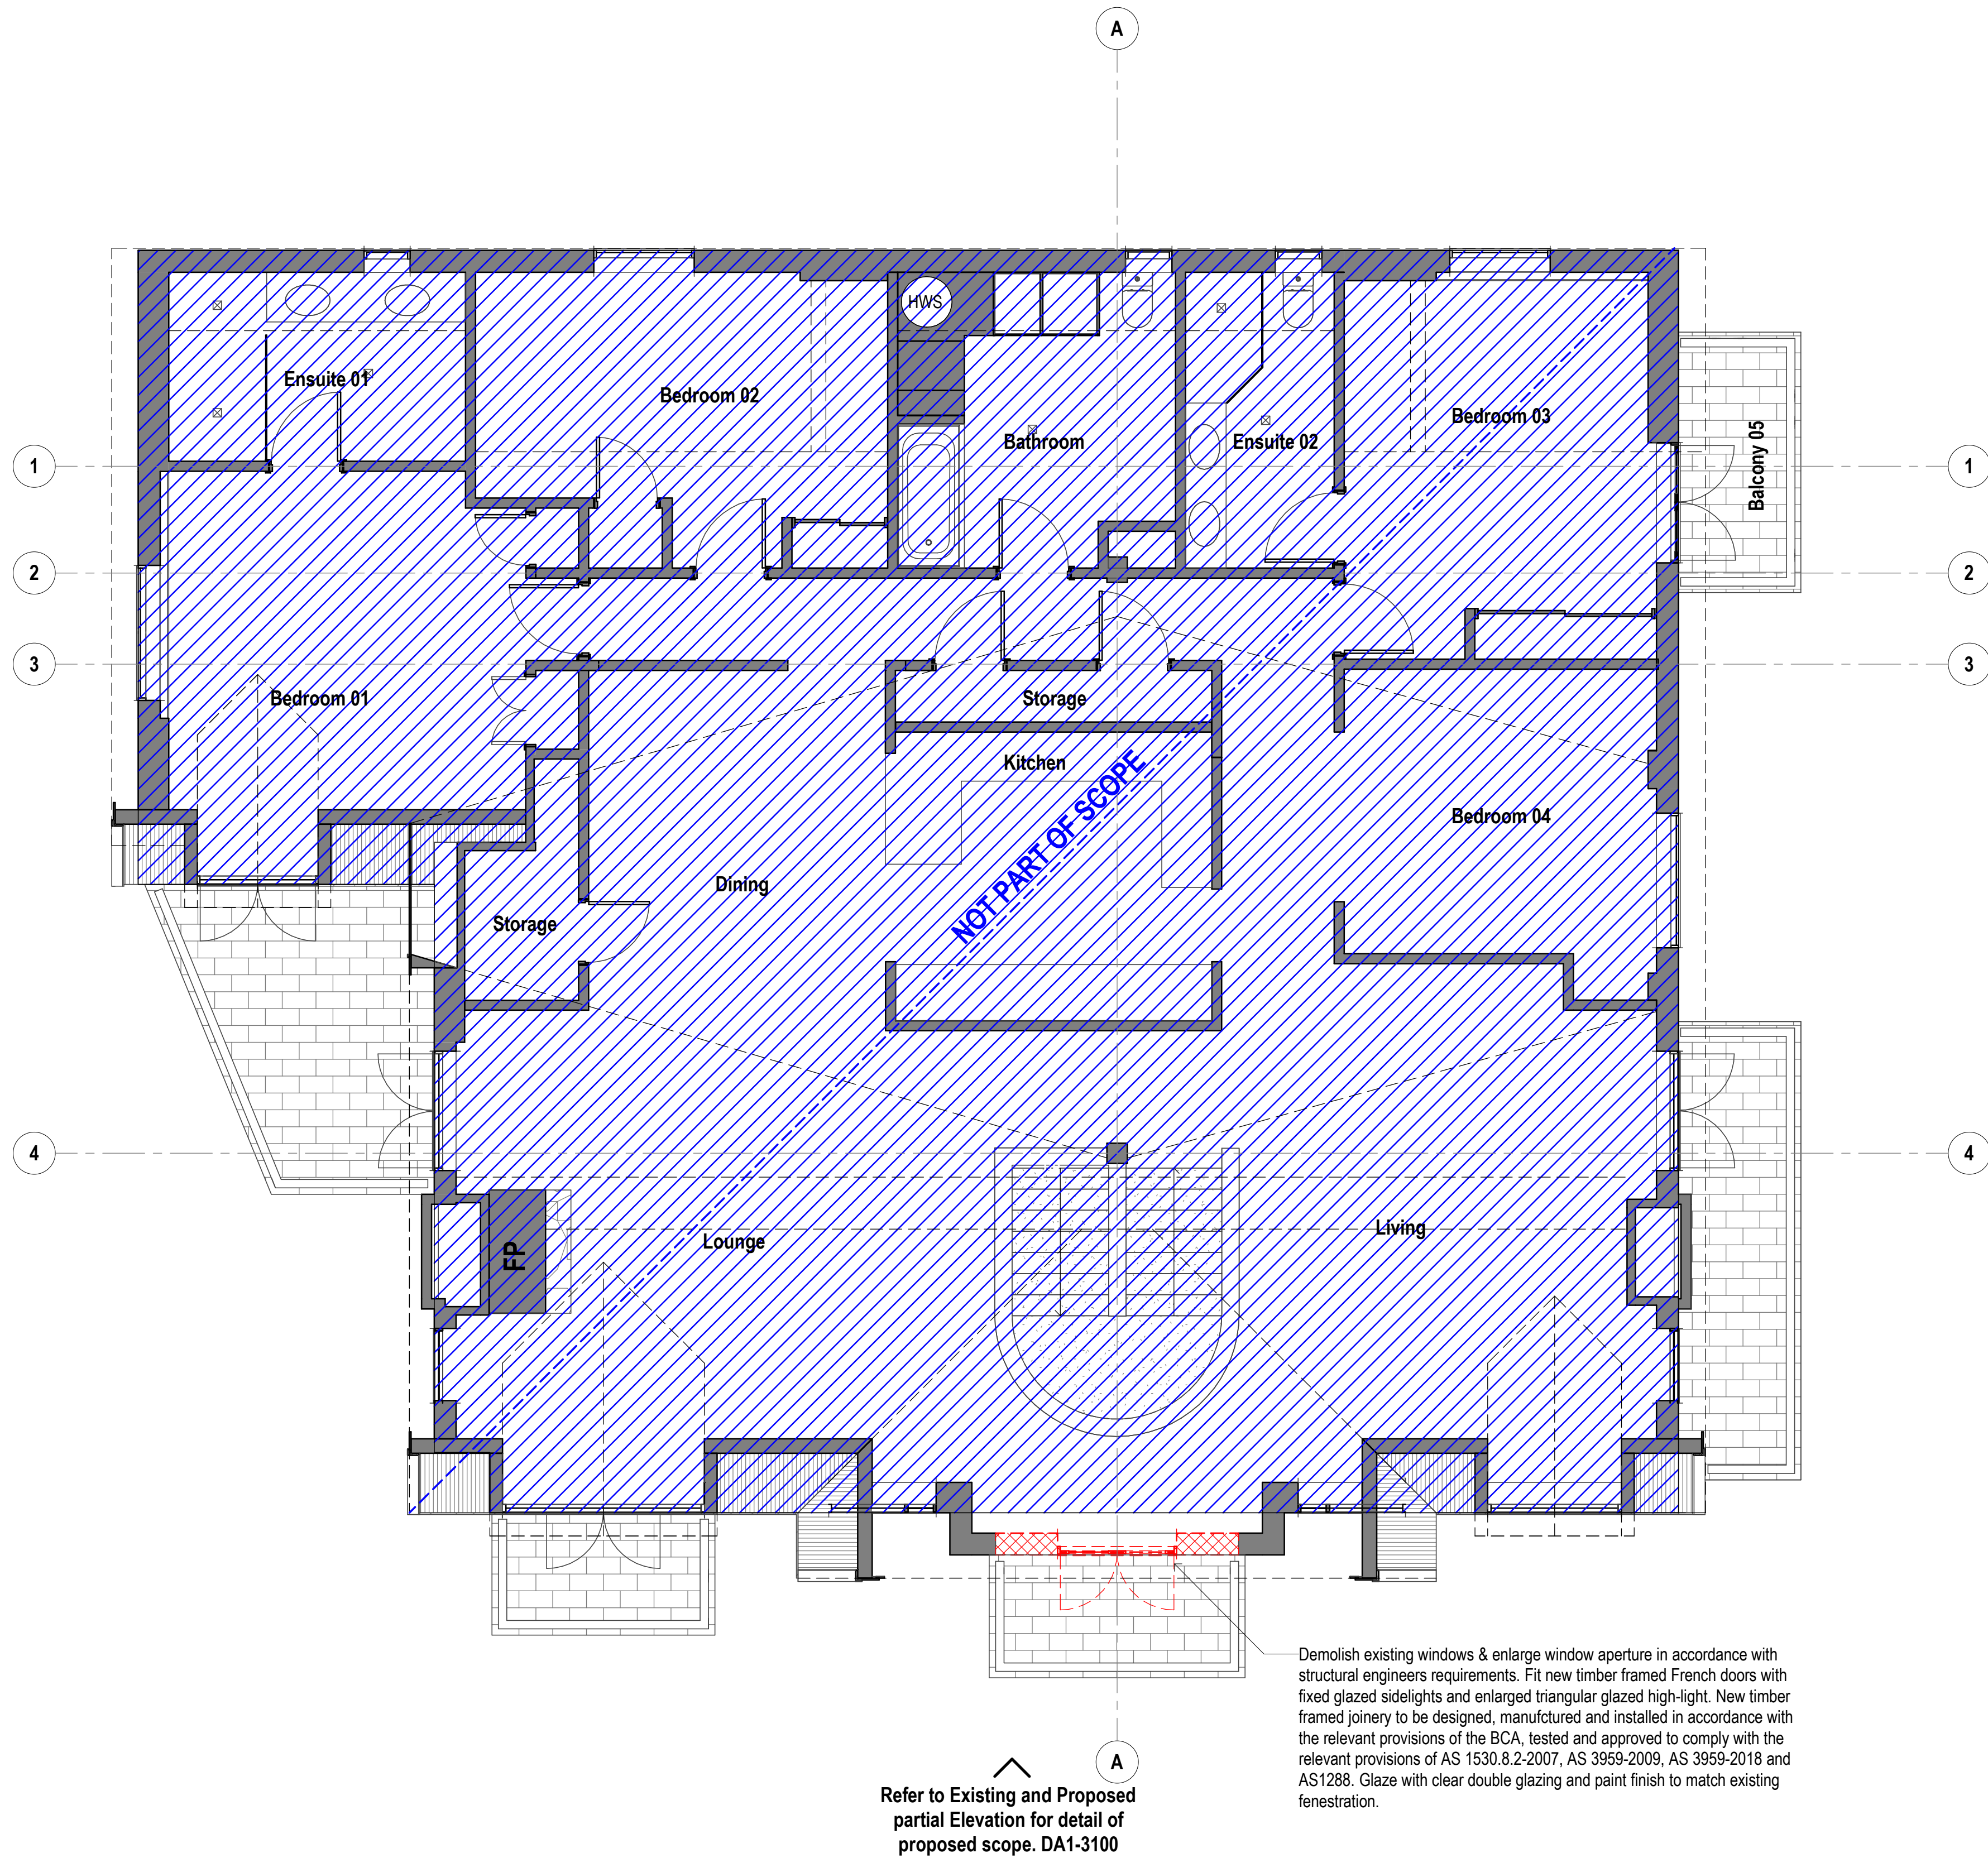 A
HWS
Ensuite 01
Bedroom 02
Bathroom
Ensuite 02
Bedroom 03
Balcony 05
1
1
2
2
3
3
Bedroom 01
Storage
Kitchen
NOT PART OF SCOPE
Bedroom 04
Dining
Storage
4
4
FP
Lounge
Living
Demolish existing windows & enlarge window aperture in accordance with
structural engineers requirements. Fit new timber framed French doors with
fixed glazed sidelights and enlarged triangular glazed high-light. New timber
framed joinery to be designed, manufctured and installed in accordance with
the relevant provisions of the BCA, tested and approved to comply with the
relevant provisions of AS 1530.8.2-2007, AS 3959-2009, AS 3959-2018 and
AS1288. Glaze with clear double glazing and paint finish to match existing
fenestration.
A
Refer to Existing and Proposed
partial Elevation for detail of
proposed scope. DA1-3100